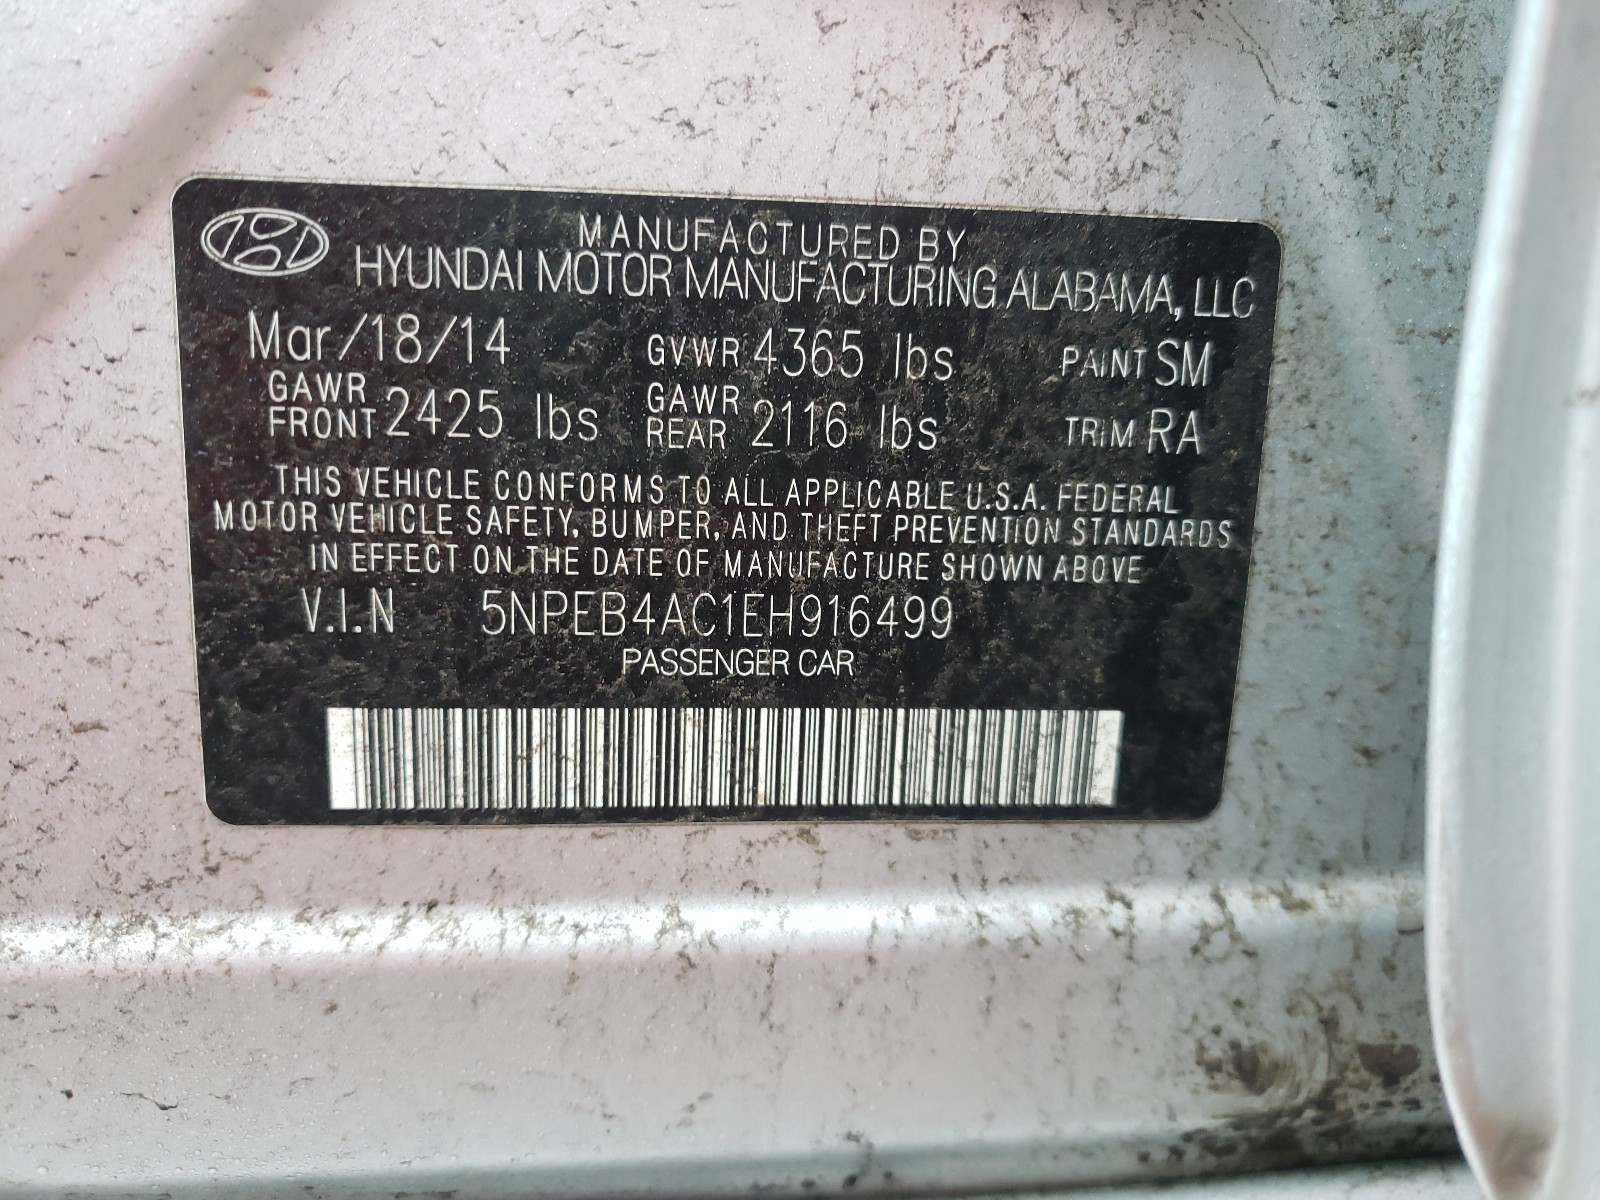 MANUFACTURED BY
HYUNDAI MOTOR MANUFACTURING ALABAMA, LLC
Mar/18/14 GVWR 4365 lbs PAINT SM
GAWR FRONT 2425 lbs GAWR REAR 2116 lbs TRIM RA
THIS VEHICLE CONFORMS TO ALL APPLICABLE U.S.A. FEDERAL
MOTOR VEHICLE SAFETY, BUMPER, AND THEFT PREVENTION STANDARDS
IN EFFECT ON THE DATE OF MANUFACTURE SHOWN ABOVE
V.I.N 5NPEB4AC1EH916499
PASSENGER CAR